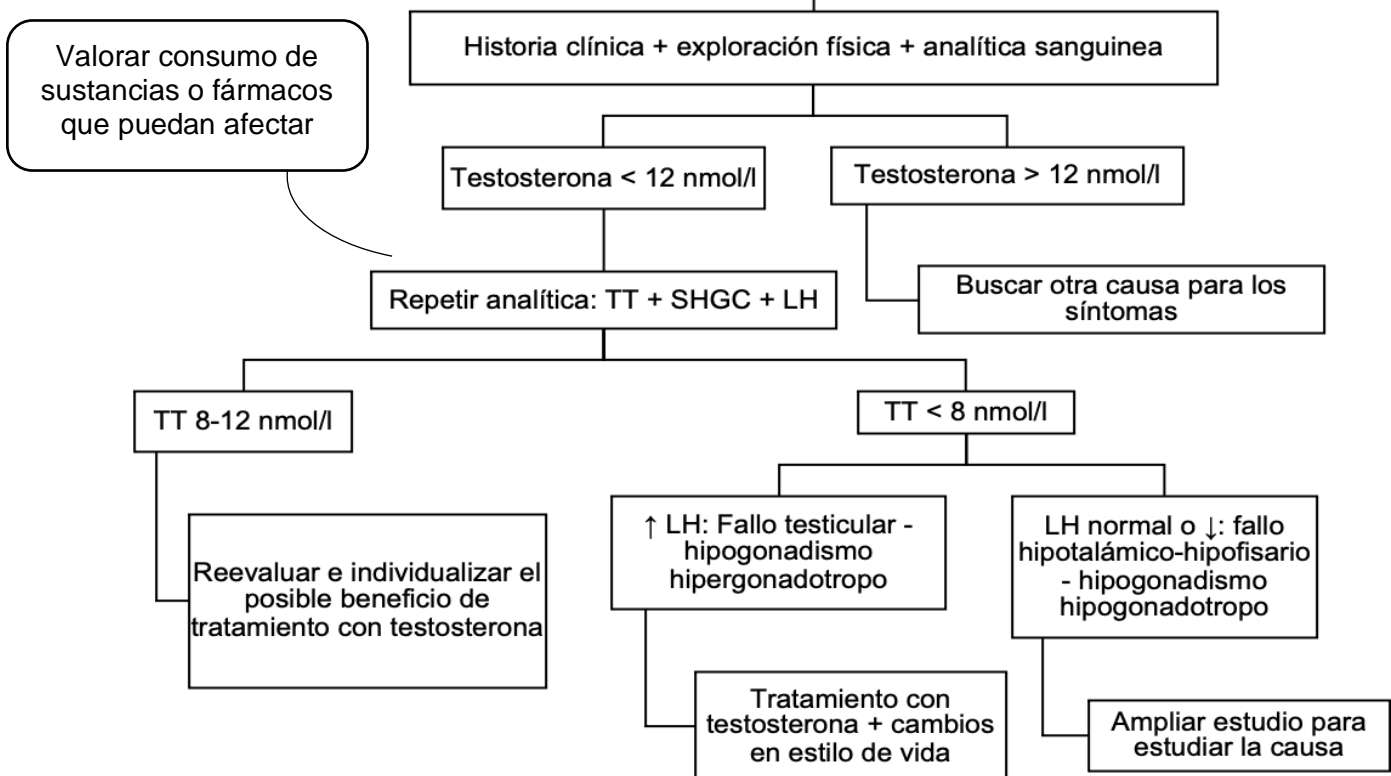 Valorar consumo de
sustancias o fármacos
que puedan afectar
Historia clínica + exploración física + analítica sanguinea
Testosterona < 12 nmol/l
Testosterona > 12 nmol/l
Buscar otra causa para los
síntomas
Repetir analítica: TT + SHGC + LH
TT 8-12 nmol/l
TT < 8 nmol/l
Reevaluar e individualizar el
posible beneficio de
tratamiento con testosterona
↑ LH: Fallo testicular -
hipogonadismo
hipergonadotropo
LH normal o ↓: fallo
hipotalámico-hipofisario
- hipogonadismo
hipogonadotropo
Tratamiento con
testosterona + cambios
en estilo de vida
Ampliar estudio para
estudiar la causa